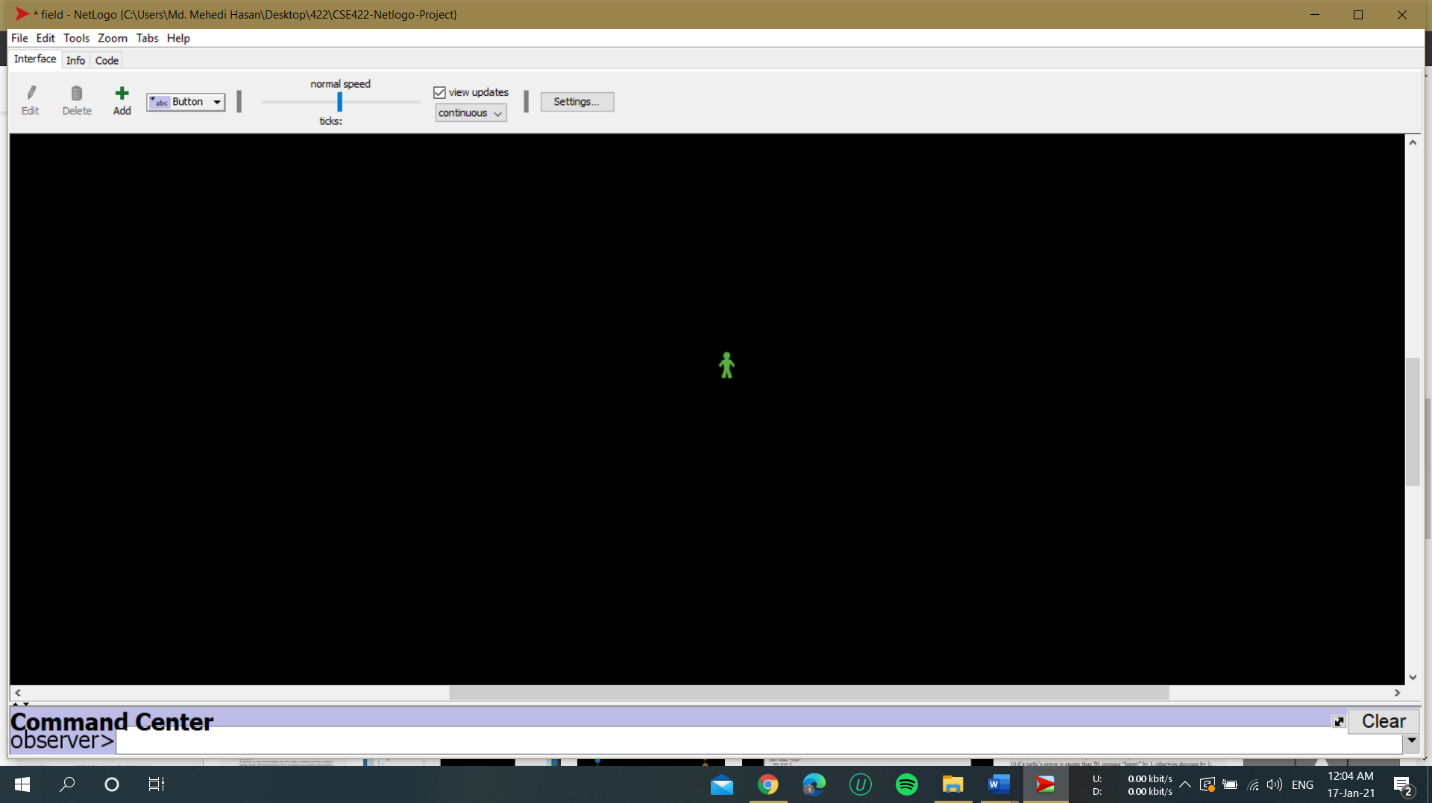 * field - NetLogo {C:\Users\Md. Mehedi Hasan\Desktop\422\CSE422-Netlogo-Project}
File Edit Tools Zoom Tabs Help
Interface Info Code
normal speed
view updates
abc Button
continuous
Settings...
Edit Delete Add
ticks:
Command Center
Clear
observer>
U: 0.00 kbit/s
D: 0.00 kbit/s
ENG
12:04 AM
17-Jan-21
2